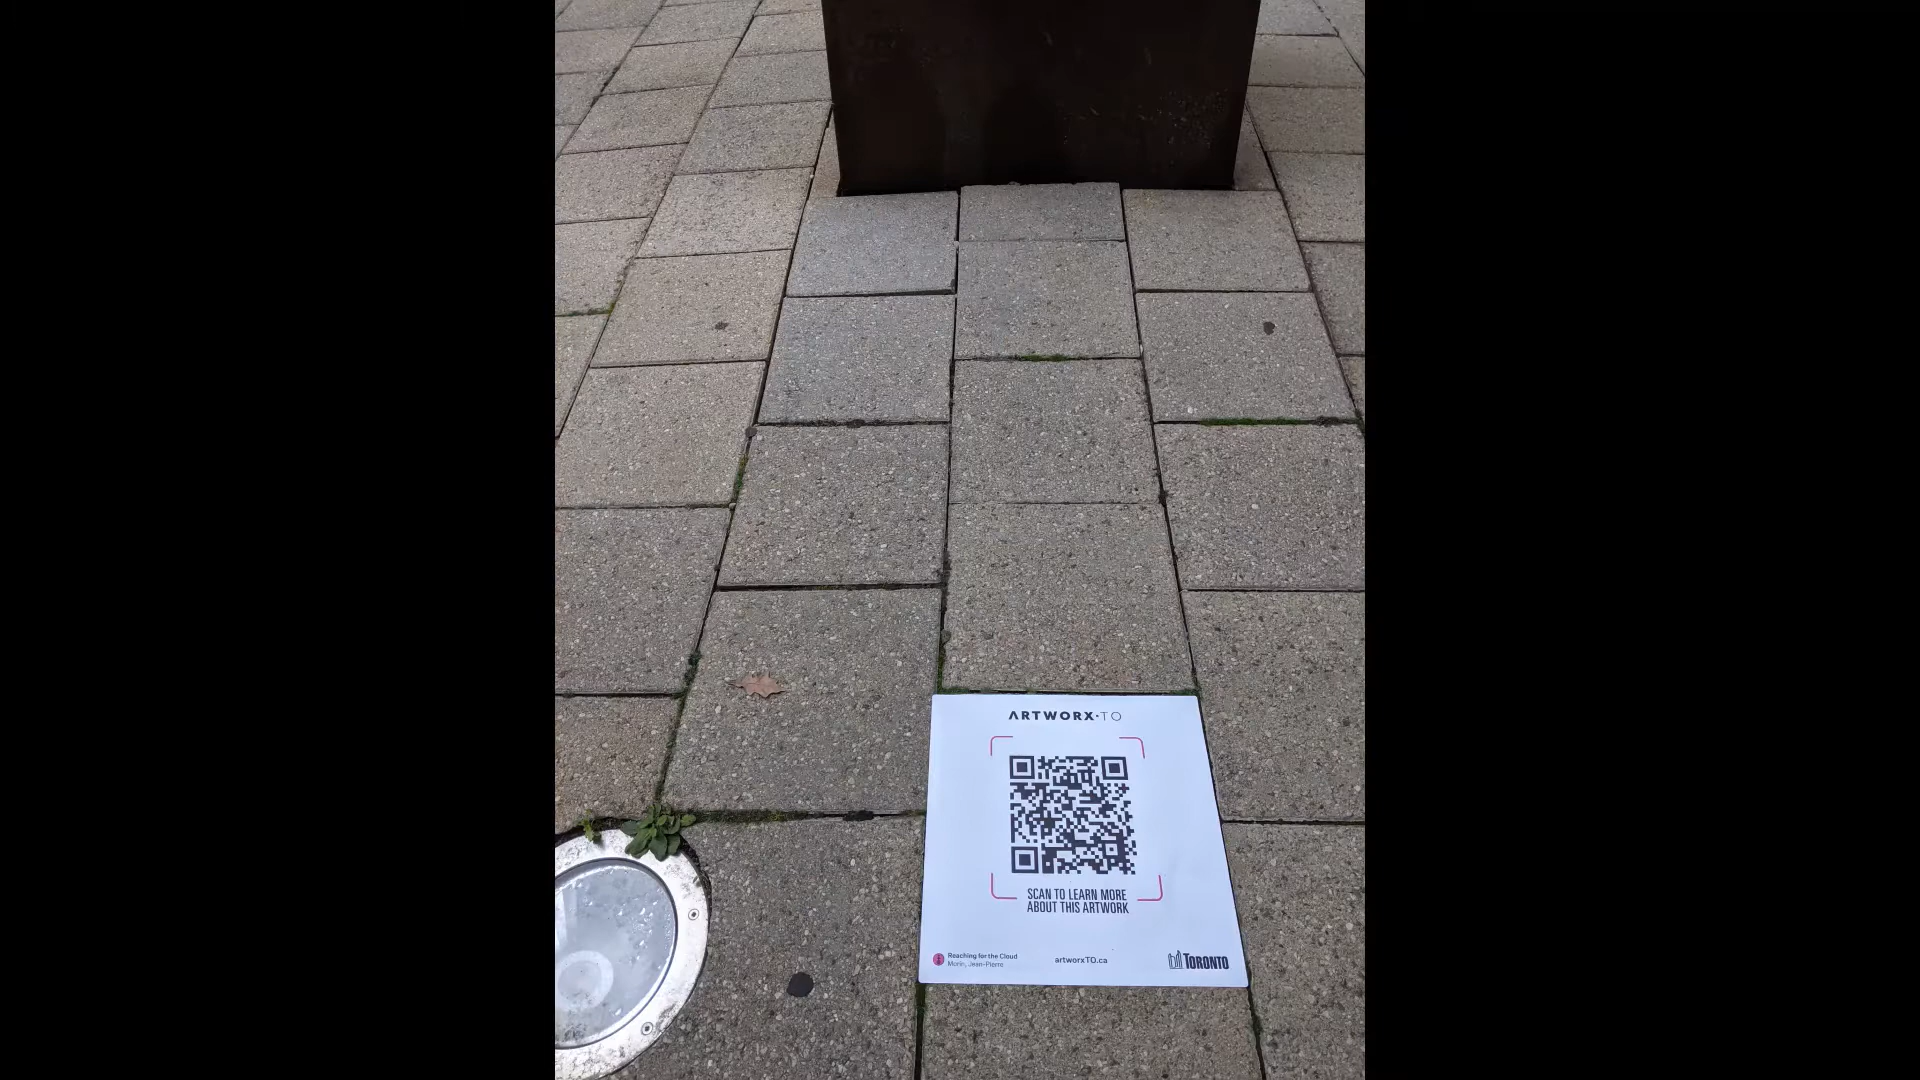 ARTWORX·TO
SCAN TO LEARN MORE
ABOUT THIS ARTWORK
Reaching for the Cloud
Morin, Jean-Pierre
artworxTO.ca
TORONTO